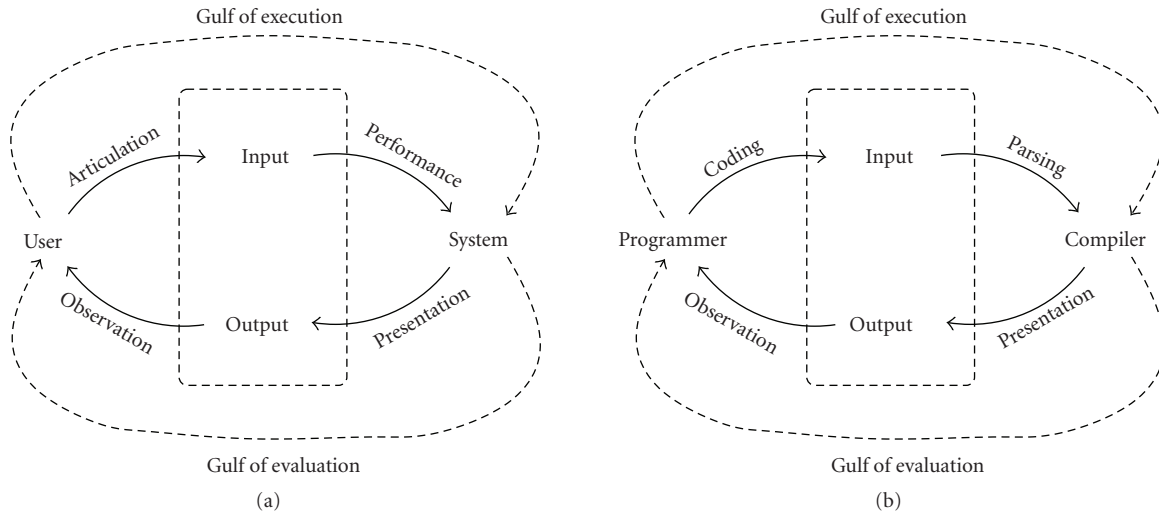 Gulf of execution
Articulation
Input
Performance
User
System
Observation
Output
Presentation
Gulf of evaluation
(a)
Gulf of execution
Coding
Input
Parsing
Programmer
Compiler
Observation
Output
Presentation
Gulf of evaluation
(b)